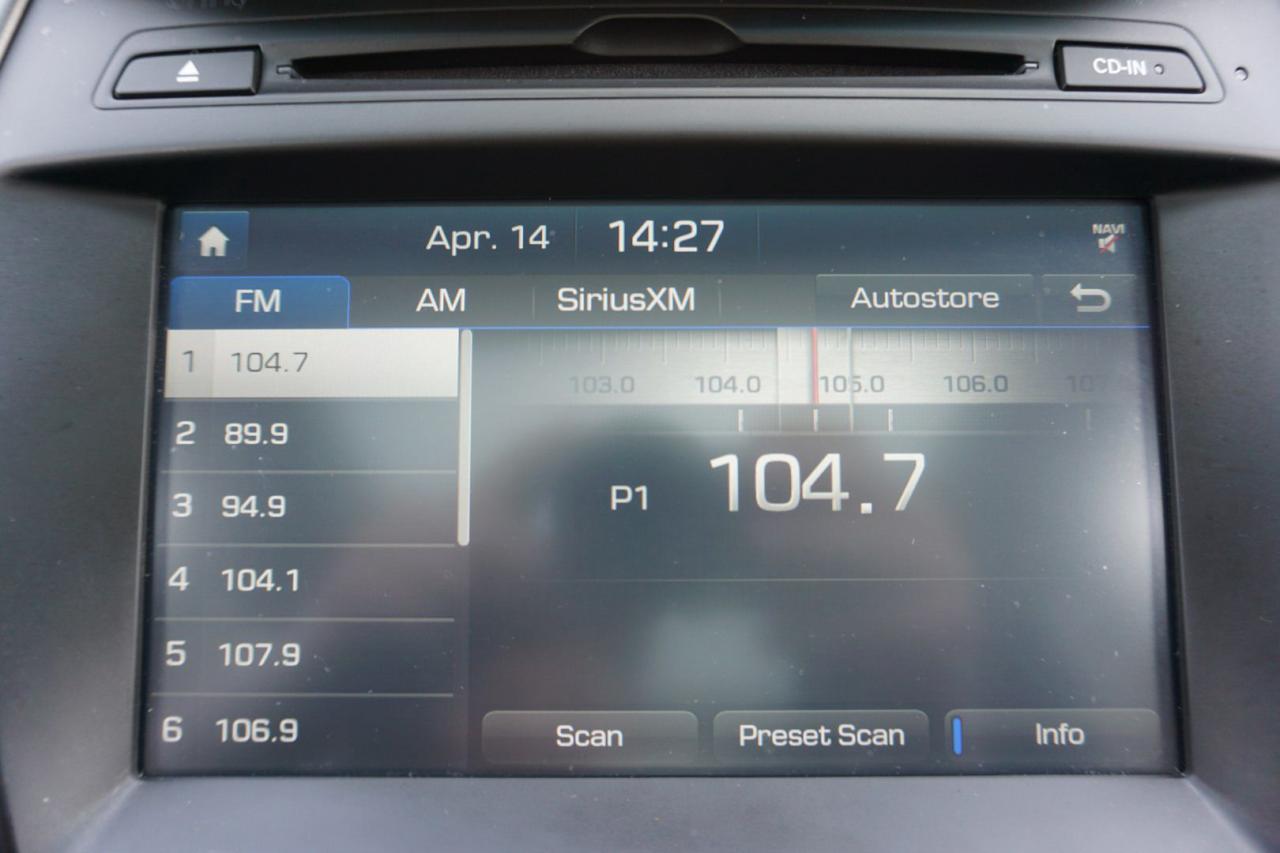 CD-IN
Apr. 14 14:27 NAVI
FM AM SiriusXM Autostore
103.0 104.0 105.0 106.0
1 104.7
2 89.9
P1 104.7
3 94.9
4 104.1
5 107.9
6 106.9
Scan Preset Scan Info